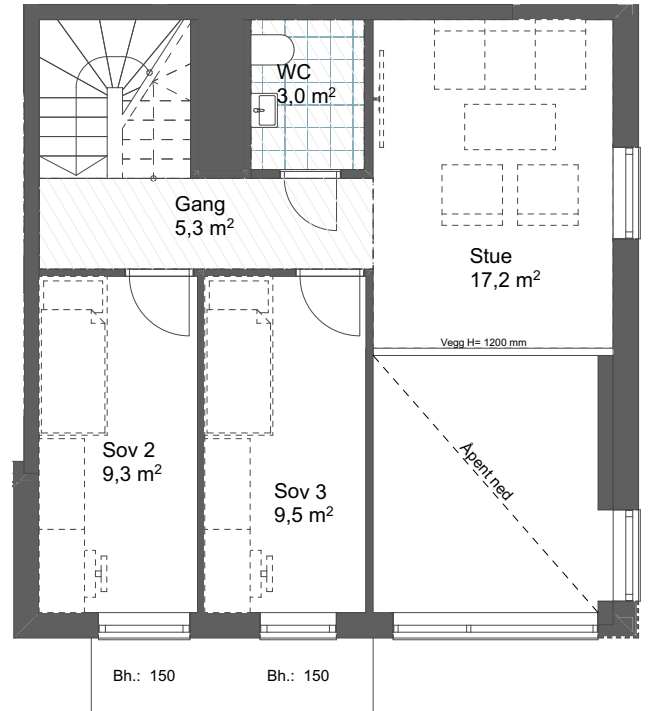 WC
3,0 m²
Gang
5,3 m²
Stue
17,2 m²
Vegg H= 1200 mm
Åpent ned
Sov 2
9,3 m²
Sov 3
9,5 m²
Bh.: 150
Bh.: 150